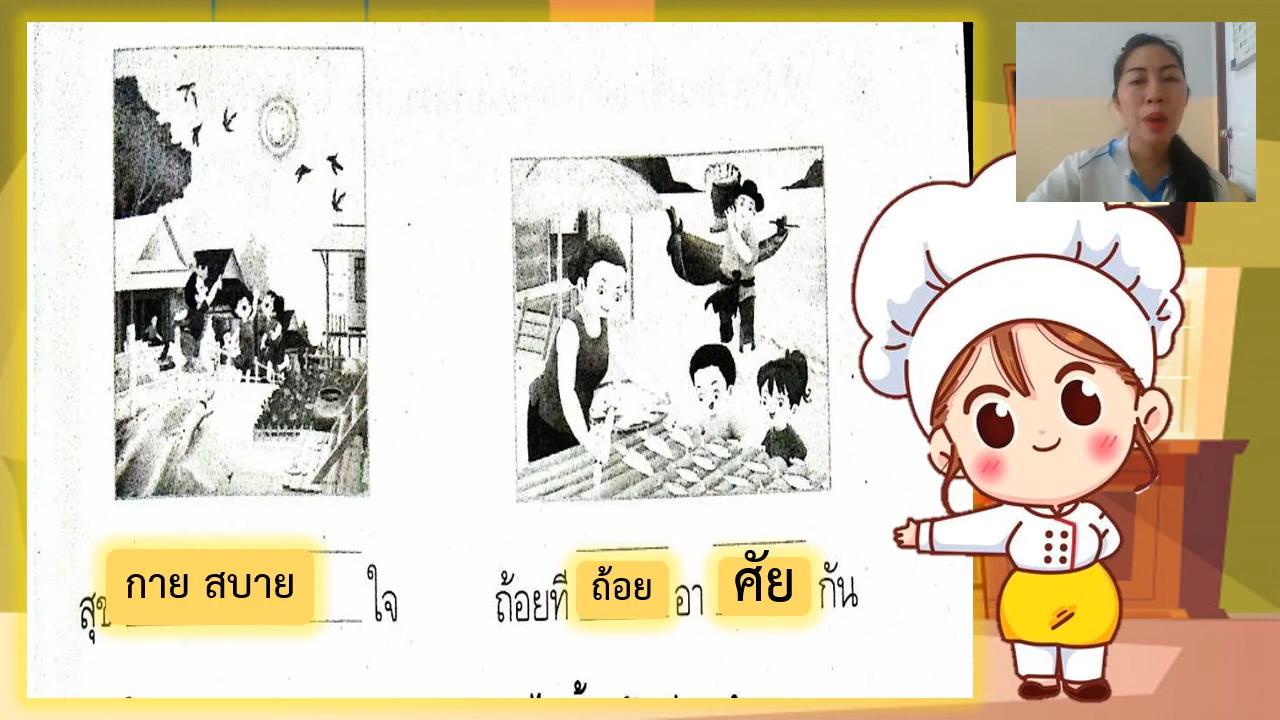 สุข กาย สบาย ใจ
ถ้อยที ถ้อย อา ศัย กัน